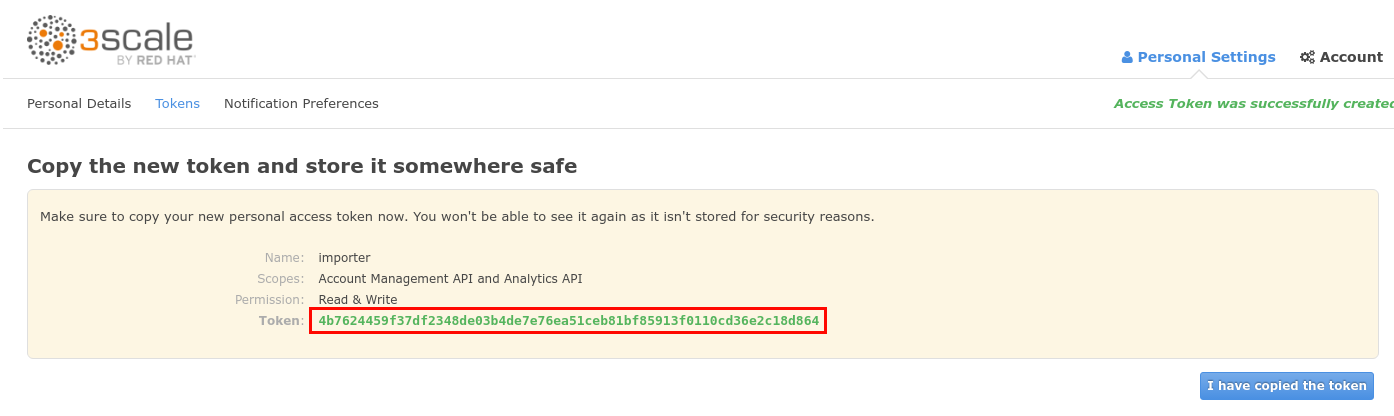 3scale
BY RED HAT
Personal Settings Account
Personal Details Tokens Notification Preferences
Access Token was successfully created
Copy the new token and store it somewhere safe
Make sure to copy your new personal access token now. You won't be able to see it again as it isn't stored for security reasons.
Name: importer
Scopes: Account Management API and Analytics API
Permission: Read & Write
Token: 4b7624459f37df2348de03b4de7e76ea51ceb81bf85913f0110cd36e2c18d864
I have copied the token